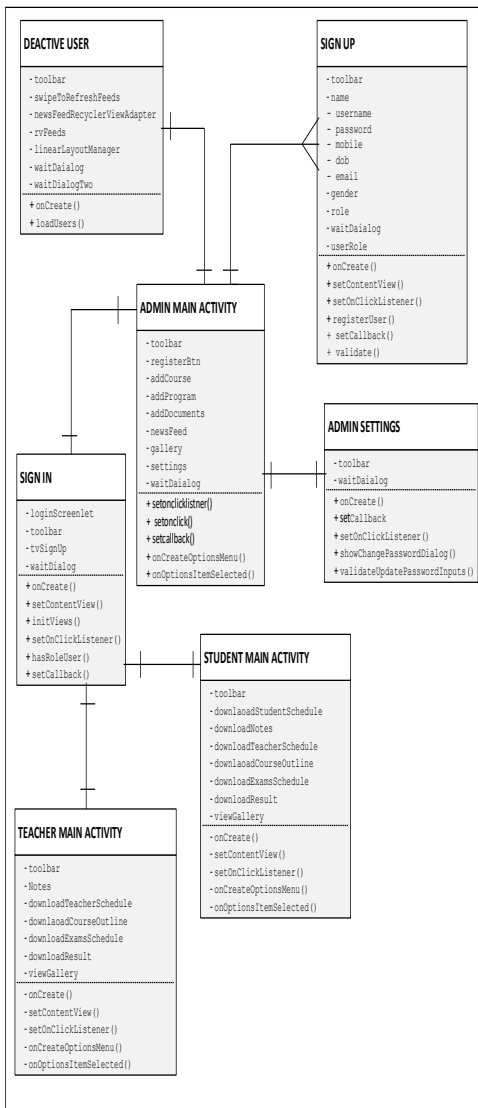 DEACTIVE USER
-toolbar
-swipeToRefreshFeeds
-newsFeedRecyclerViewAdapter
-rvFeeds
-linearLayoutManager
-waitDaialog
-waitDialogTwo
+onCreate()
+loadUsers()
SIGN UP
-toolbar
-name
- username
- password
- mobile
- dob
- email
-gender
-role
-waitDaialog
-userRole
+onCreate()
+setContentView()
+setOnClickListener()
+registerUser()
+ setCallback()
+ validate()
ADMIN MAIN ACTIVITY
-toolbar
-registerBtn
-addCourse
-addProgram
-addDocuments
-newsFeed
-gallery
-settings
-waitDaialog
+setonclicklistner()
+ setonclick()
+setcallback()
+onCreateOptionsMenu()
+onOptionsItemSelected()
ADMIN SETTINGS
-toolbar
-waitDaialog
+onCreate()
+setCallback
+setOnClickListener()
+showChangePasswordDialog()
+validateUpdatePasswordInputs()
SIGN IN
-loginScreenlet
-toolbar
-tvSignUp
-waitDialog
+onCreate()
+setContentView()
+initViews()
+setOnClickListener()
+hasRoleUser()
+setCallback()
STUDENT MAIN ACTIVITY
-toolbar
-downlaoadStudentSchedule
-downloadNotes
-downloadTeacherSchedule
-downlaoadCourseOutline
-downloadExamsSchedule
-downloadResult
-viewGallery
-onCreate()
-setContentView()
-setOnClickListener()
-onCreateOptionsMenu()
-onOptionsItemSelected()
TEACHER MAIN ACTIVITY
-toolbar
-Notes
-downloadTeacherSchedule
-downlaoadCourseOutline
-downloadExamsSchedule
-downloadResult
-viewGallery
-onCreate()
-setContentView()
-setOnClickListener()
-onCreateOptionsMenu()
-onOptionsItemSelected()